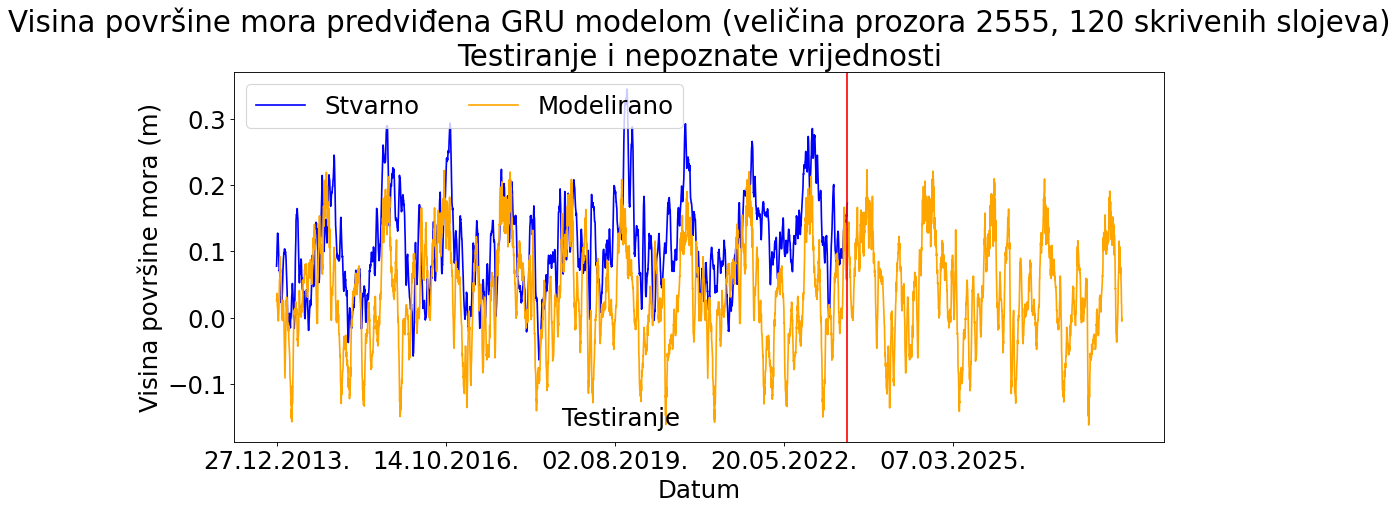 Visina površine mora predviđena GRU modelom (veličina prozora 2555, 120 skrivenih slojeva)
Testiranje i nepoznate vrijednosti
Stvarno Modelirano
Visina površine mora (m)
0.3
0.2
0.1
0.0
−0.1
Testiranje
27.12.2013. 14.10.2016. 02.08.2019. 20.05.2022. 07.03.2025.
Datum